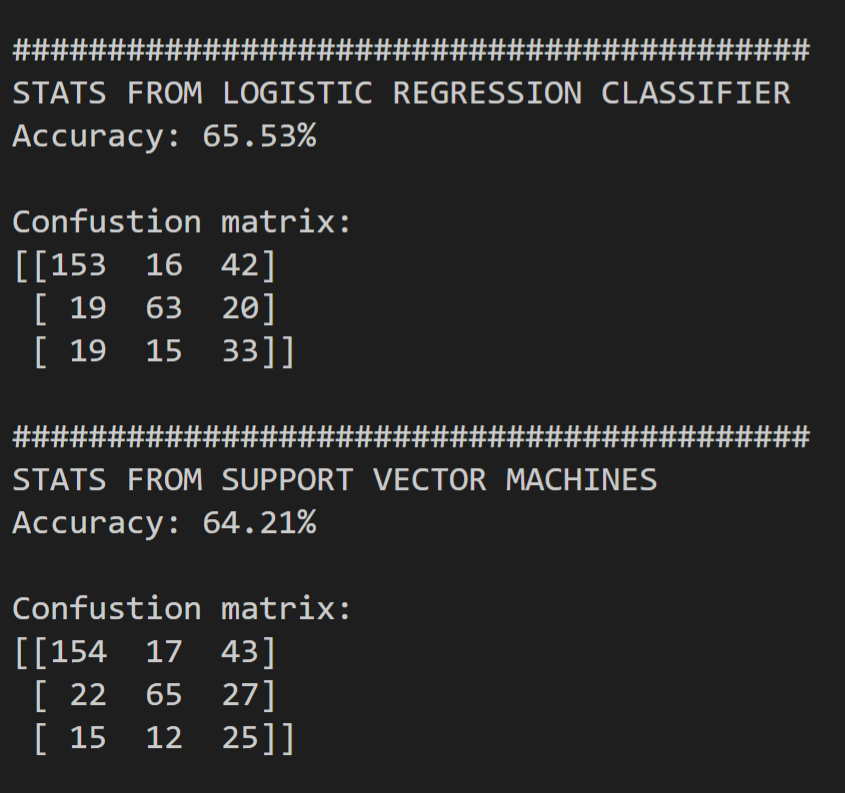 ##########################################
STATS FROM LOGISTIC REGRESSION CLASSIFIER
Accuracy: 65.53%
Confustion matrix:
[[153  16  42]
 [ 19  63  20]
 [ 19  15  33]]
##########################################
STATS FROM SUPPORT VECTOR MACHINES
Accuracy: 64.21%
Confustion matrix:
[[154  17  43]
 [ 22  65  27]
 [ 15  12  25]]